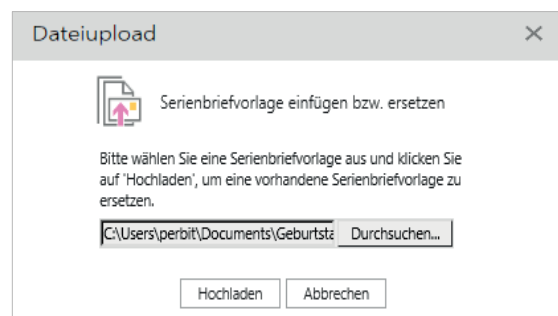 Dateiupload
Serienbriefvorlage einfügen bzw. ersetzen
Bitte wählen Sie eine Serienbriefvorlage aus und klicken Sie
auf 'Hochladen', um eine vorhandene Serienbriefvorlage zu
ersetzen.
C:\Users\perbit\Documents\Geburtsta Durchsuchen...
Hochladen Abbrechen